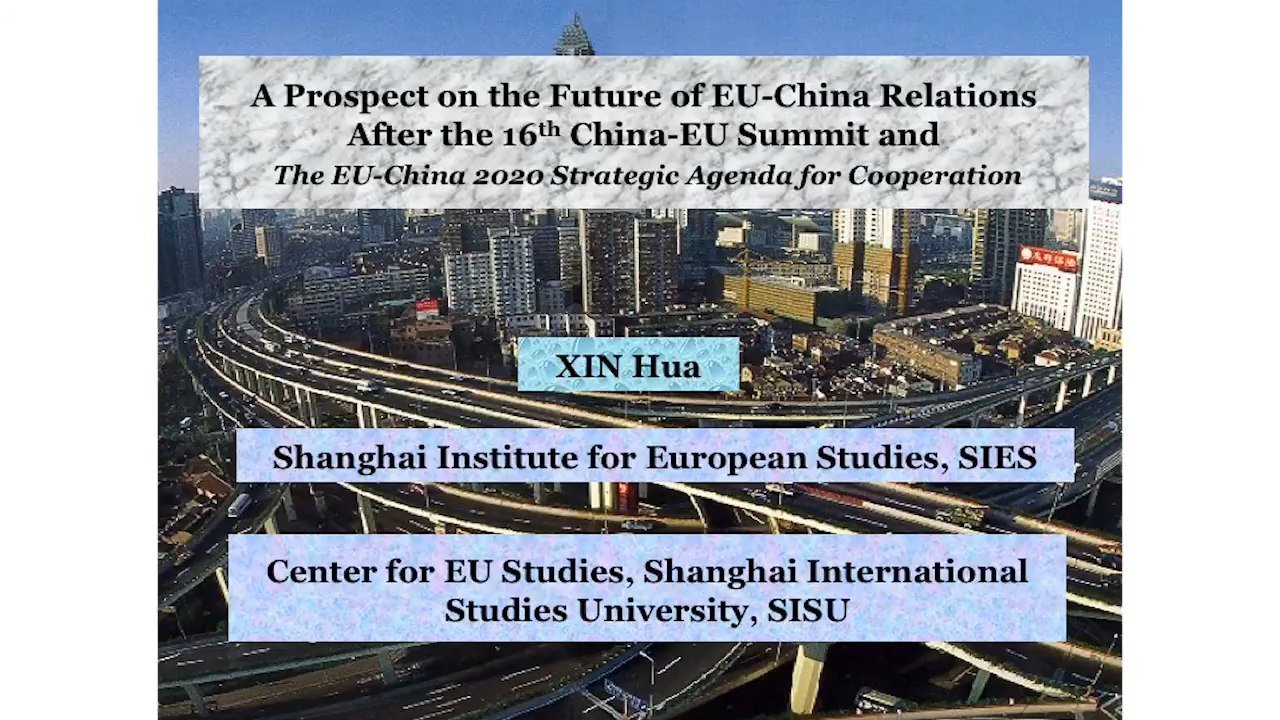 A Prospect on the Future of EU-China Relations
After the 16th China-EU Summit and
The EU-China 2020 Strategic Agenda for Cooperation
XIN Hua
Shanghai Institute for European Studies, SIES
Center for EU Studies, Shanghai International
Studies University, SISU